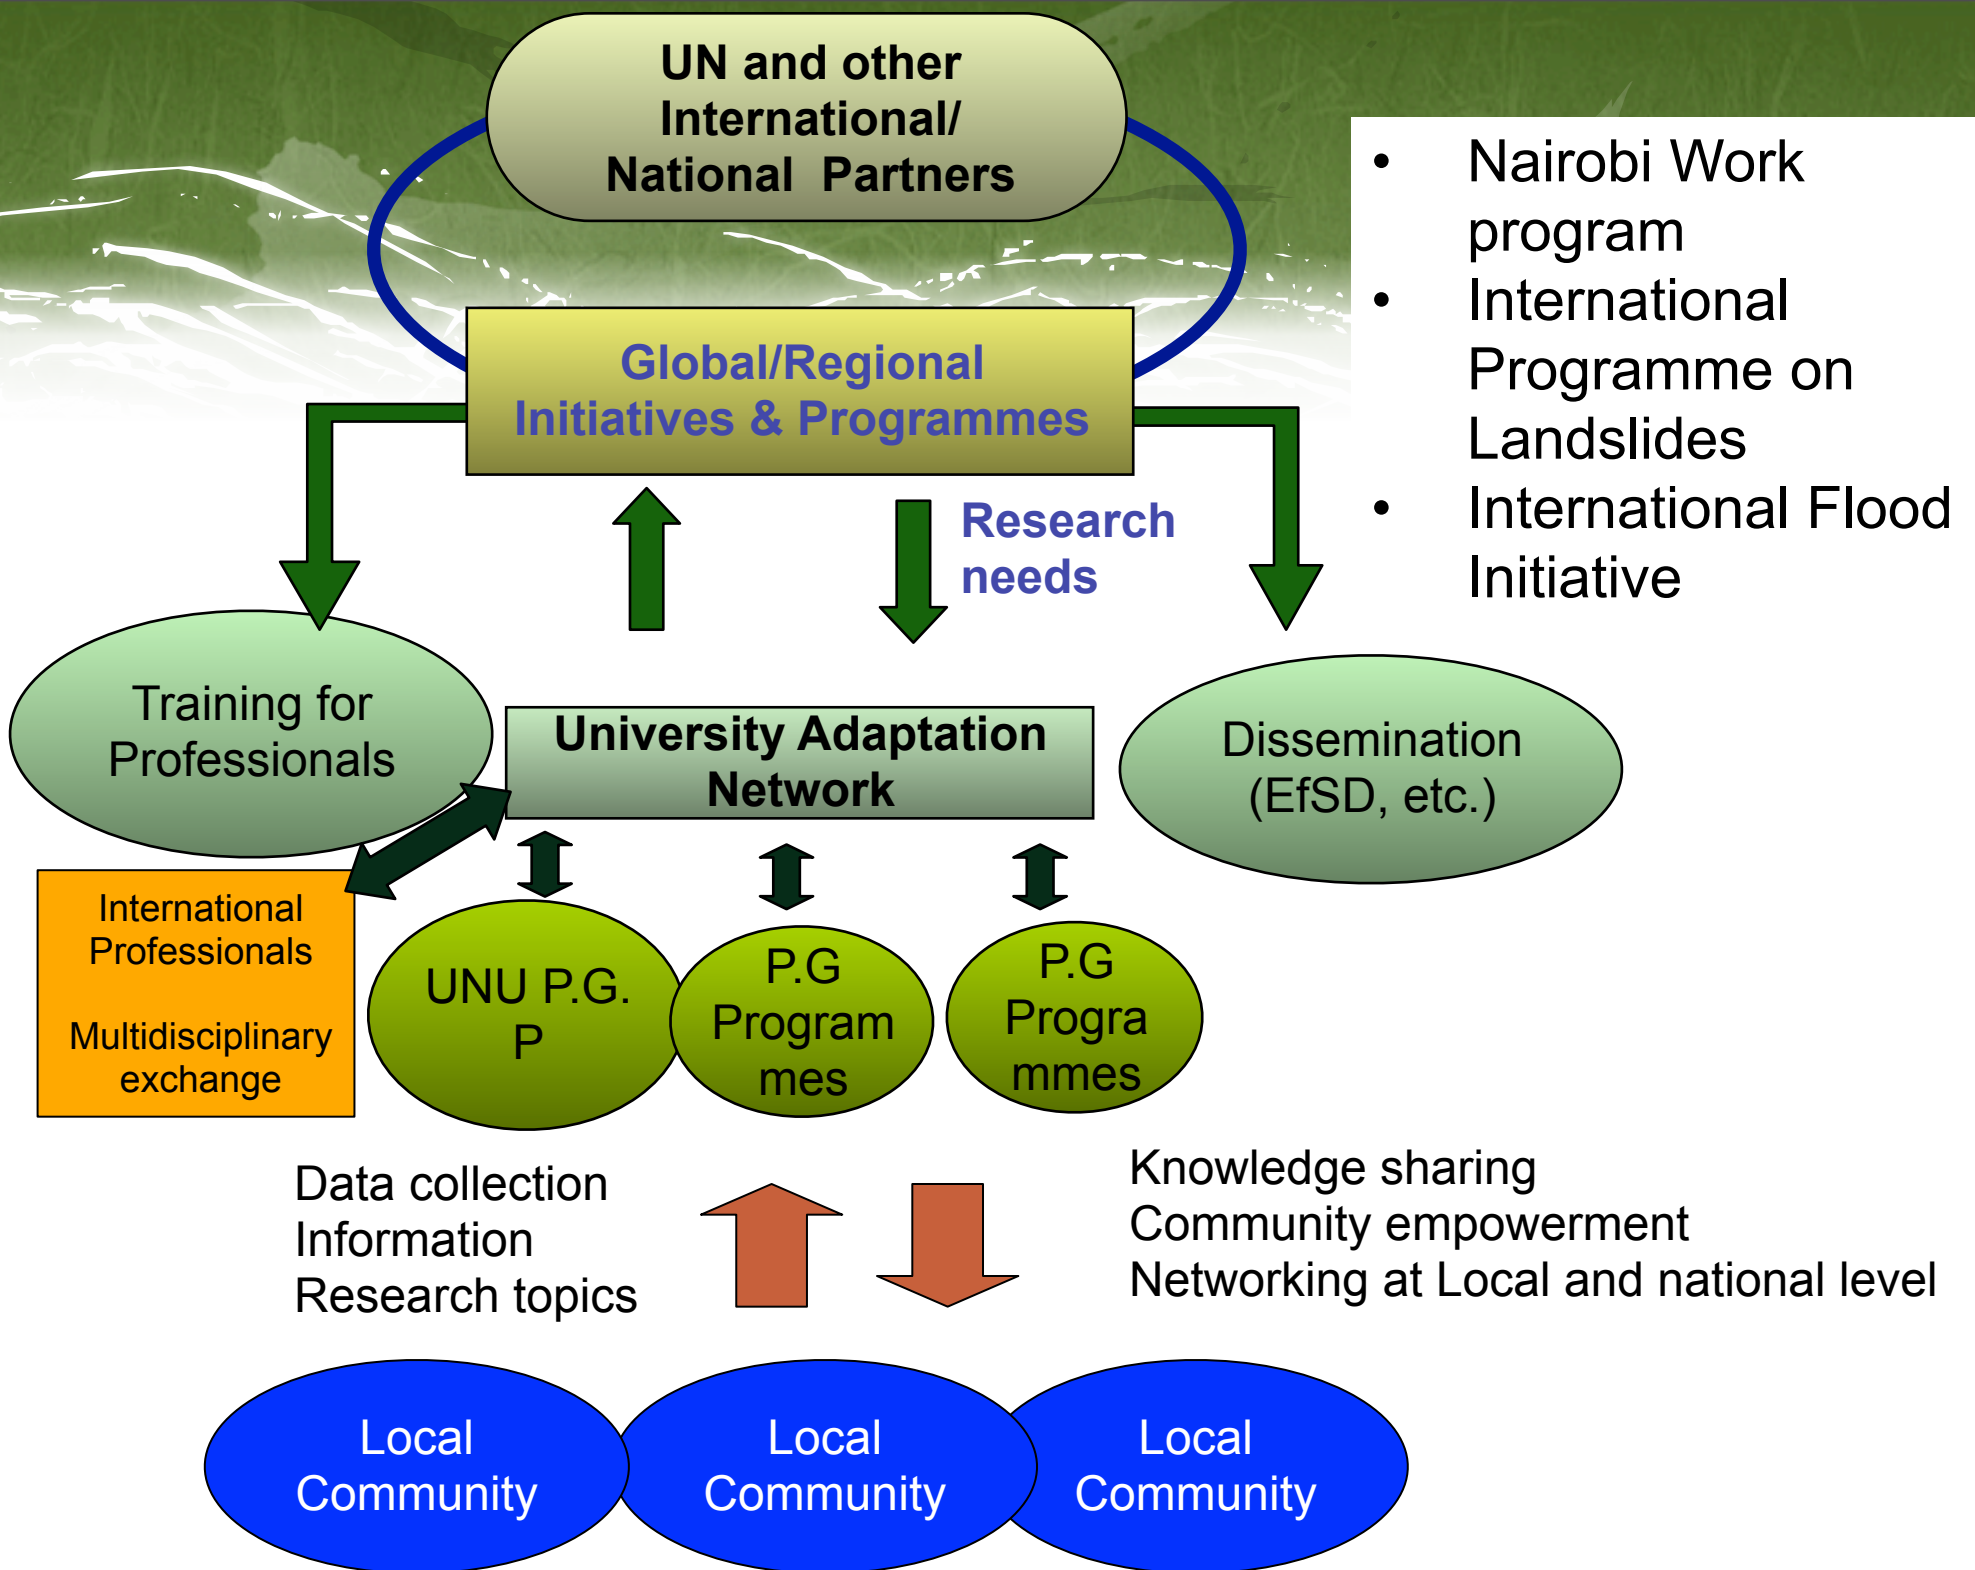 UN and other
International/
National Partners
• Nairobi Work
program
• International
Programme on
Landslides
• International Flood
Initiative
Global/Regional
Initiatives & Programmes
Research
needs
Training for
Professionals
University Adaptation
Network
Dissemination
(EfSD, etc.)
International
Professionals
Multidisciplinary
exchange
UNU P.G.
P
P.G
Program
mes
P.G
Progra
mmes
Data collection
Information
Research topics
Knowledge sharing
Community empowerment
Networking at Local and national level
Local
Community
Local
Community
Local
Community